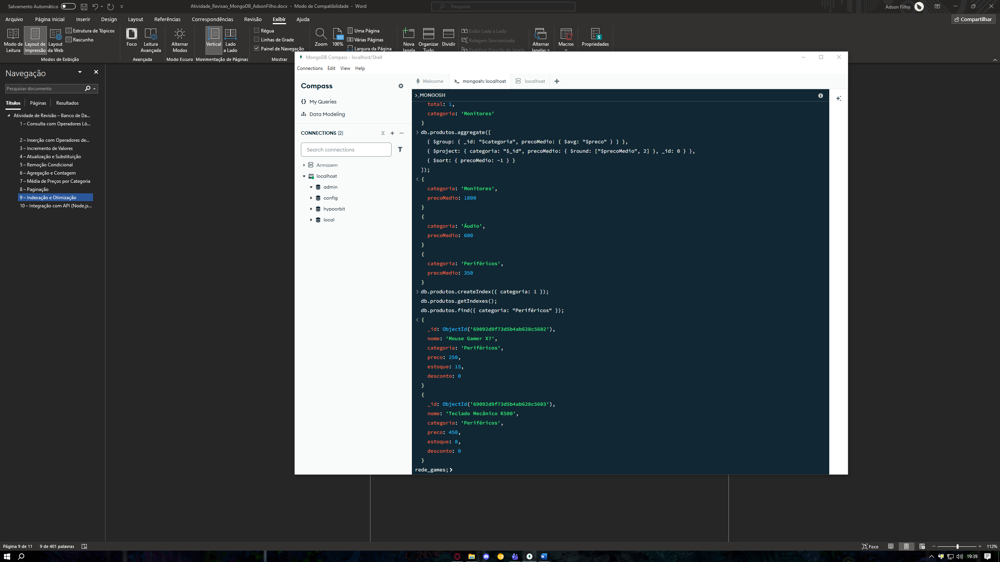 Salvamento Automático
Atividade_Revisao_MongoDB_AdsonFilho.docx - Modo de Compatibilidade - Word
Pesquisar
Adson Filho
Arquivo Página Inicial Inserir Design Layout Referências Correspondências Revisão Exibir Ajuda
Compartilhar
Modo de Leitura
Layout de Impressão
Layout da Web
Estrutura de Tópicos
Rascunho
Modos de Exibição
Foco
Leitura Avançada
Avançada
Alternar Modos
Modo Escuro
Vertical
Lado a Lado
Movimentação de Páginas
Régua
Linhas de Grade
Painel de Navegação
Mostrar
Zoom
100
100%
Uma Página
Várias Páginas
Largura da Página
Nova Janela
Organizar Tudo
Dividir
Exibir Lado a Lado
Rolagem Sincronizada
Redefinir Posição da Janela
Alternar Janelas
Macros
S
Propriedades
Navegação
Pesquisar documento
Títulos Páginas Resultados
Atividade de Revisão – Banco de Da...
1 – Consulta com Operadores Ló...
2 – Inserção com Operadores de...
3 – Incremento de Valores
4 – Atualização e Substituição
5 – Remoção Condicional
6 – Agregação e Contagem
7 – Média de Preços por Categoria
8 – Paginação
9 – Indexação e Otimização
10 – Integração com API (Node.js...
MongoDB Compass - localhost/Shell
Connections Edit View Help
Compass
My Queries
Data Modeling
CONNECTIONS (2)
Search connections
Armazem
localhost
admin
config
hypoorbit
local
Welcome
>_ mongosh: localhost
localhost
>_MONGOSH
total: 1,
categoria: 'Monitores'
}
> db.produtos.aggregate([
{ $group: { _id: "$categoria", precoMedio: { $avg: "$preco" } } },
{ $project: { categoria: "$_id", precoMedio: { $round: ["$precoMedio", 2] }, _id: 0 } },
{ $sort: { precoMedio: -1 } }
]);
< {
categoria: 'Monitores',
precoMedio: 1800
}
{
categoria: 'Áudio',
precoMedio: 600
}
{
categoria: 'Periféricos',
precoMedio: 350
}
> db.produtos.createIndex({ categoria: 1 });
db.produtos.getIndexes();
db.produtos.find({ categoria: "Periféricos" });
< {
_id: ObjectId('69092d9f73d5b4ab628c5602'),
nome: 'Mouse Gamer X7',
categoria: 'Periféricos',
preco: 250,
estoque: 15,
desconto: 0
}
{
_id: ObjectId('69092d9f73d5b4ab628c5603'),
nome: 'Teclado Mecânico K500',
categoria: 'Periféricos',
preco: 450,
estoque: 8,
desconto: 0
}
rede_games;>
Página 9 de 11 9 de 401 palavras
Foco
112%
19:39